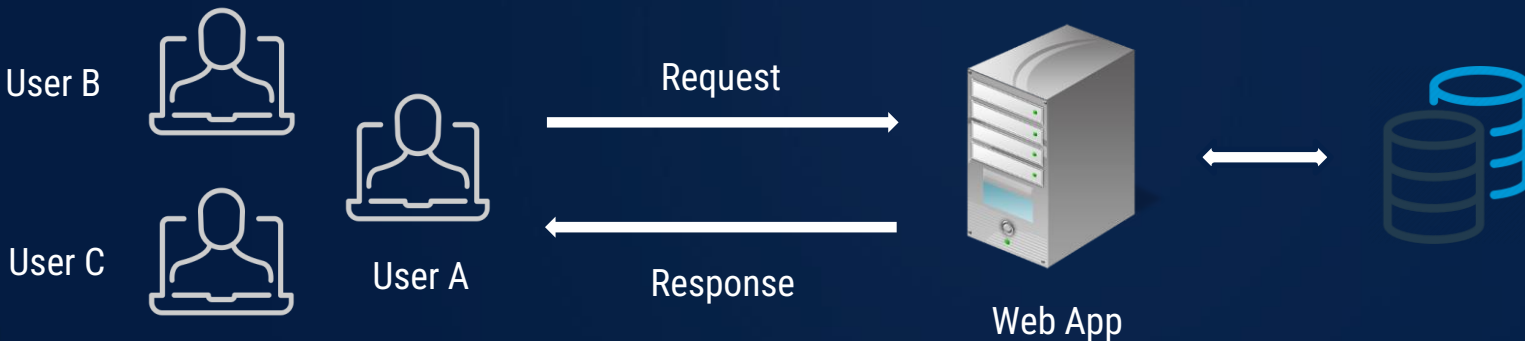 User B
Request
User C
User A
Response
Web App